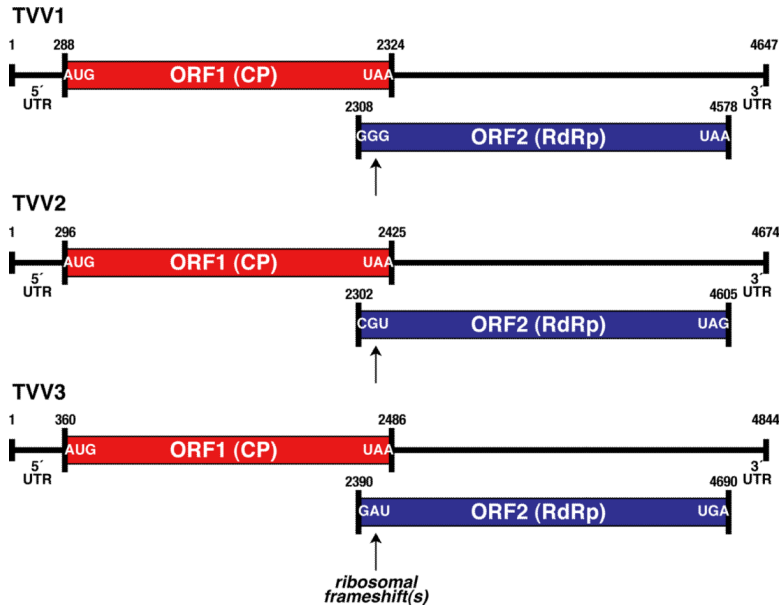 TVV1
1 288 2324 4647
AUG ORF1 (CP) UAA
5´ 3´
UTR UTR
2308 4578
GGG ORF2 (RdRp) UAA
TVV2
1 296 2425 4674
AUG ORF1 (CP) UAA
5´ 3´
UTR UTR
2302 4605
CGU ORF2 (RdRp) UAG
TVV3
1 360 2486 4844
AUG ORF1 (CP) UAA
5´ 3´
UTR UTR
2390 4690
GAU ORF2 (RdRp) UGA
ribosomal
frameshift(s)